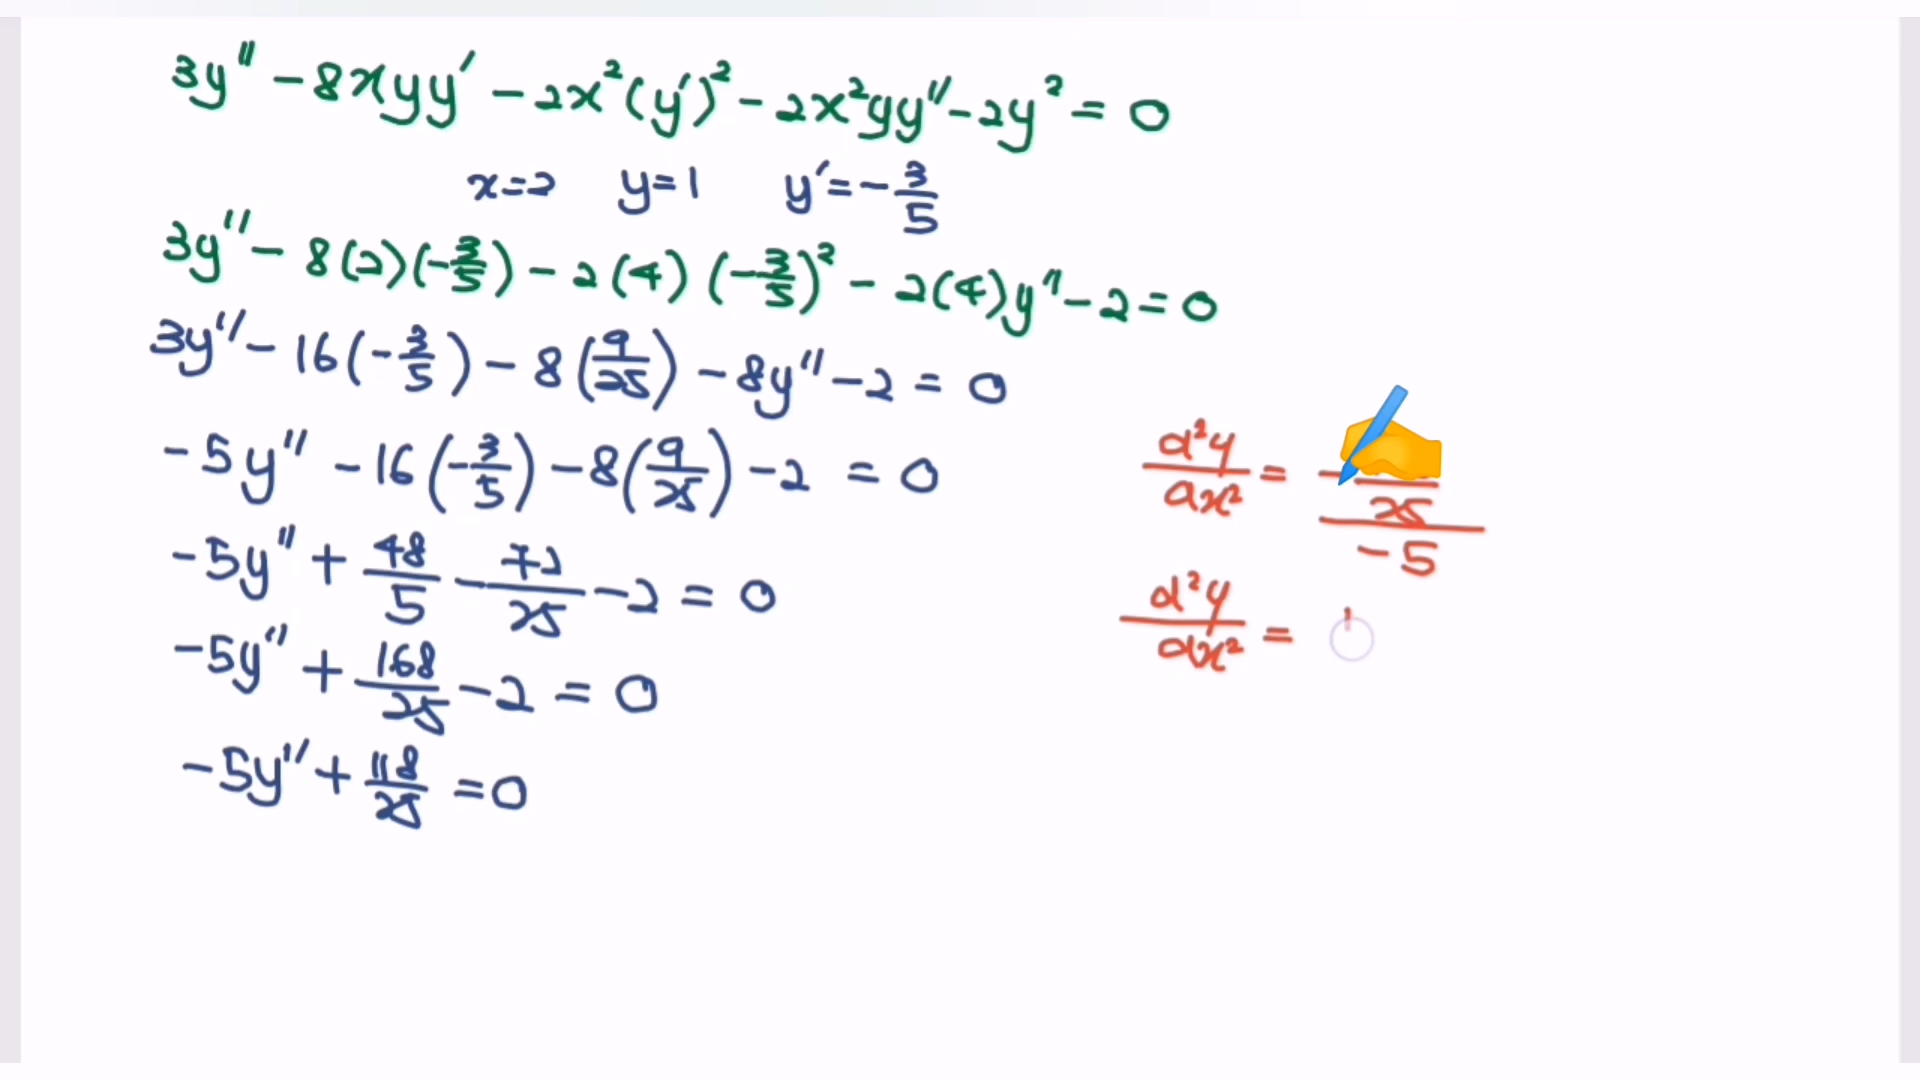 3y'' - 8xyy' - 2x²(y')² - 2x²yy'' - 2y² = 0
x=2 y=1 y'= -3/5
3y'' - 8(2)(-3/5) - 2(4)(-3/5)² - 2(4)y'' - 2 = 0
3y'' - 16(-3/5) - 8(9/25) - 8y'' - 2 = 0
-5y'' - 16(-3/5) - 8(9/25) - 2 = 0
-5y'' + 48/5 - 72/25 - 2 = 0
-5y'' + 168/25 - 2 = 0
-5y'' + 118/25 = 0
d²y/dx² = - /25 / -5
d²y/dx² =